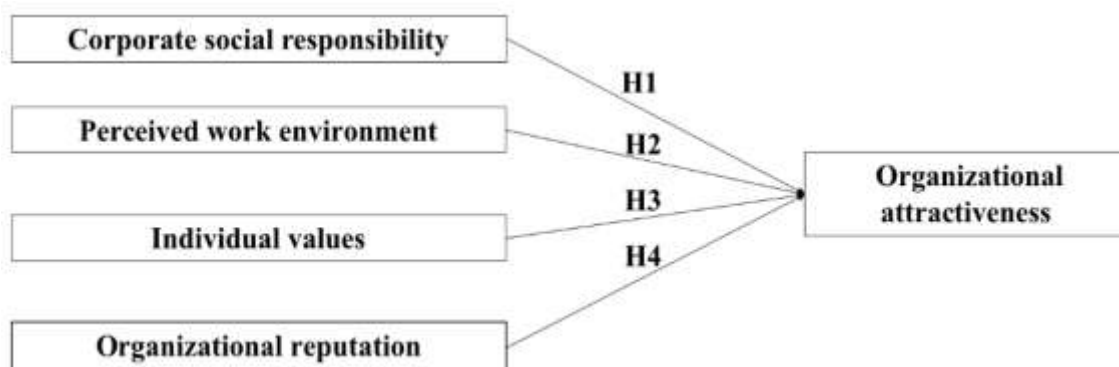 Corporate social responsibility
H1
Perceived work environment
H2
Organizational
attractiveness
H3
Individual values
H4
Organizational reputation